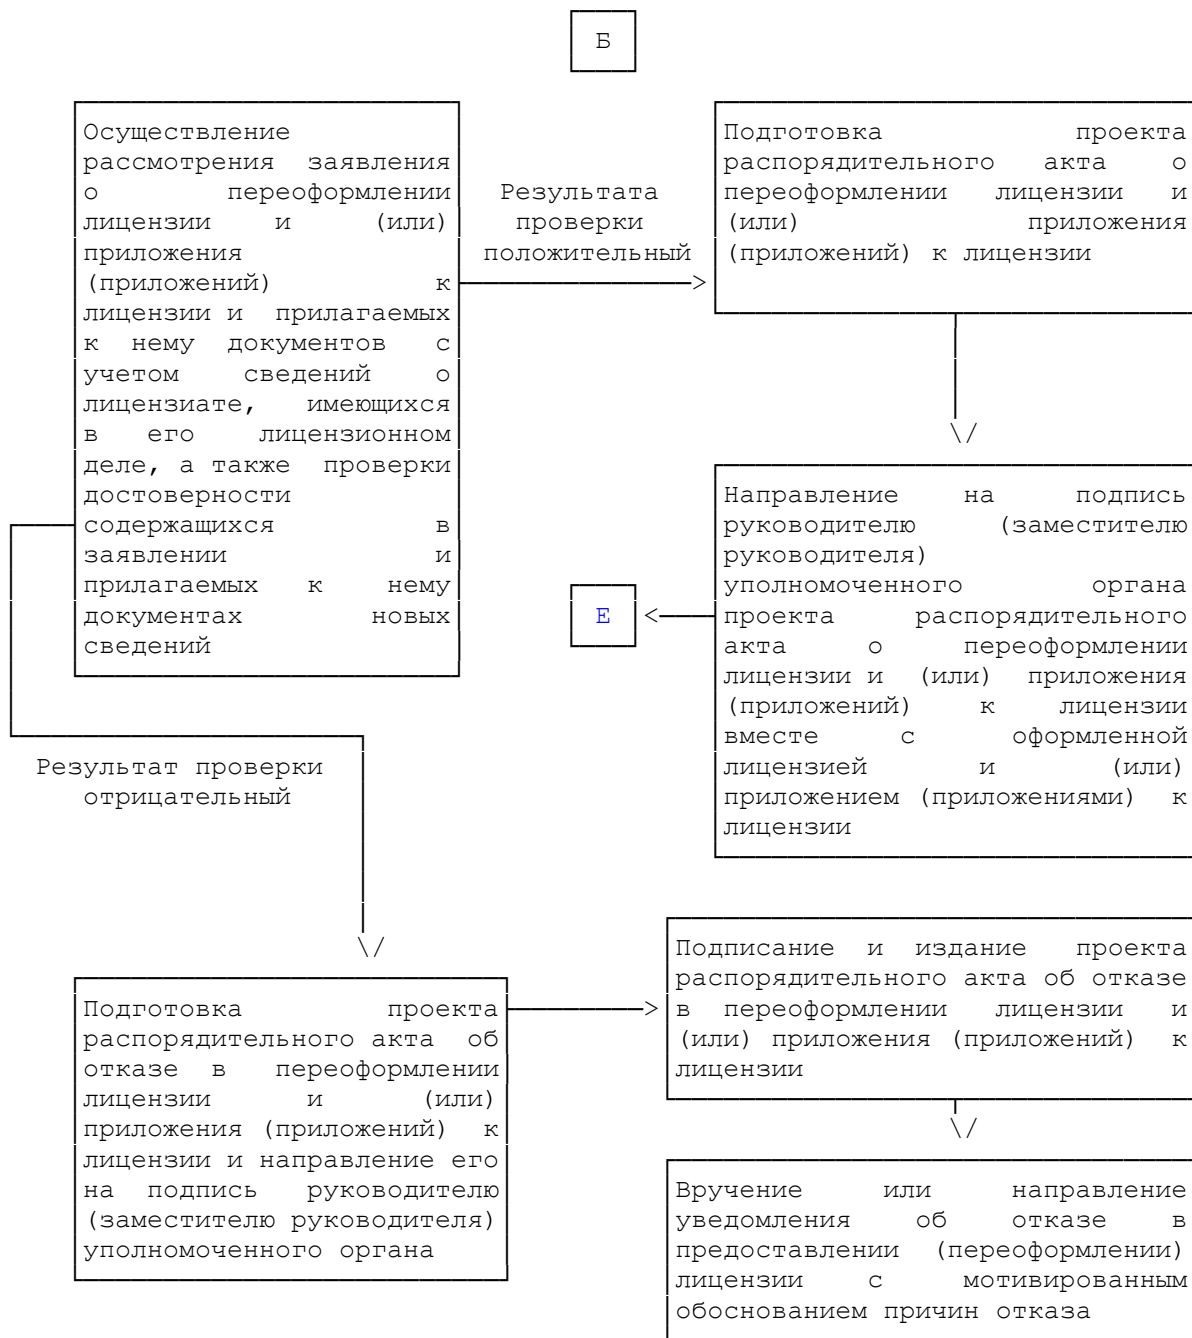 Б
Осуществление
рассмотрения заявления
о переоформлении
лицензии и (или)
приложения
(приложений) к
лицензии и прилагаемых
к нему документов с
учетом сведений о
лицензиате, имеющихся
в его лицензионном
деле, а также проверки
достоверности
содержащихся в
заявлении и
прилагаемых к нему
документах новых
сведений
Результата
проверки
положительный
Подготовка проекта
распорядительного акта о
переоформлении лицензии и
(или) приложения
(приложений) к лицензии
Направление на подпись
руководителю (заместителю
руководителя)
уполномоченного органа
проекта распорядительного
акта о переоформлении
лицензии и (или) приложения
(приложений) к лицензии
вместе с оформленной
лицензией и (или)
приложением (приложениями) к
лицензии
Е
Результат проверки
отрицательный
Подготовка проекта
распорядительного акта об
отказе в переоформлении
лицензии и (или)
приложения (приложений) к
лицензии и направление его
на подпись руководителю
(заместителю руководителя)
уполномоченного органа
Подписание и издание проекта
распорядительного акта об отказе
в переоформлении лицензии и
(или) приложения (приложений) к
лицензии
Вручение или направление
уведомления об отказе в
предоставлении (переоформлении)
лицензии с мотивированным
обоснованием причин отказа